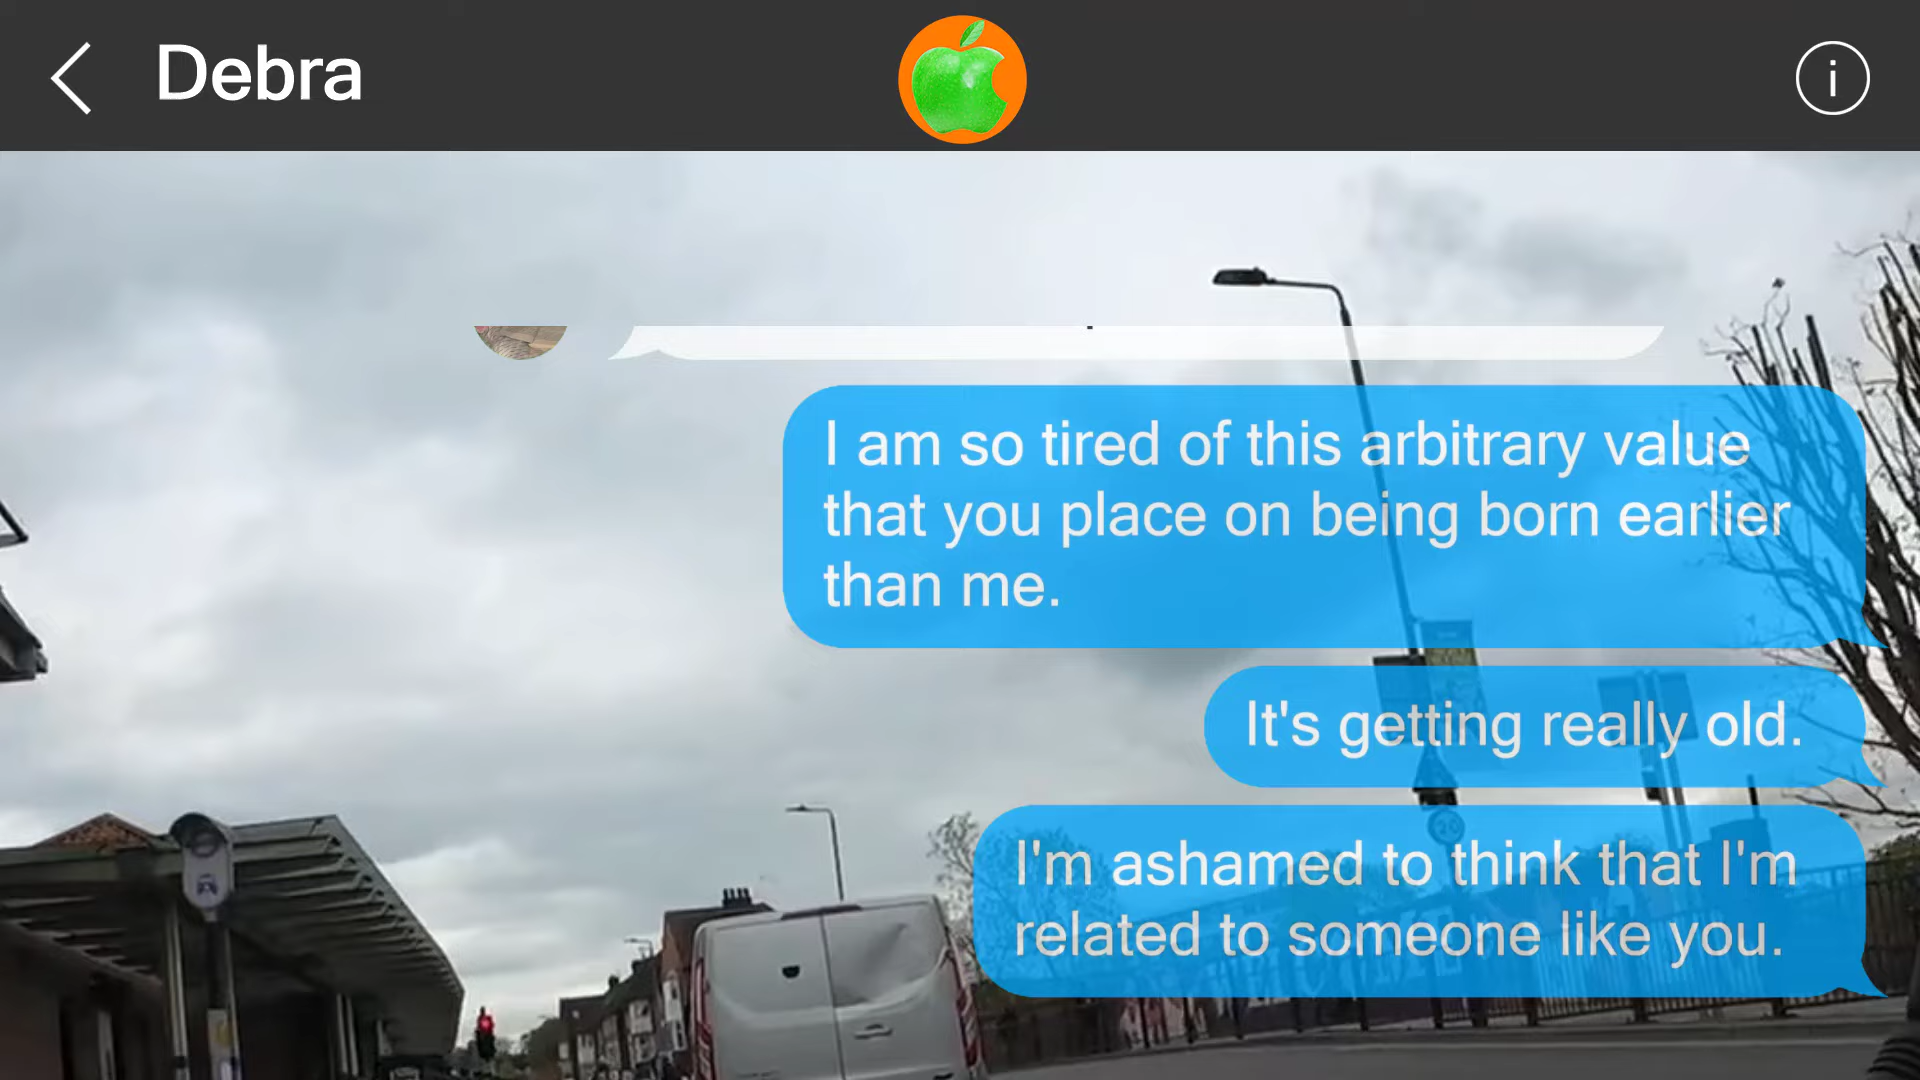 Debra
i
I am so tired of this arbitrary value
that you place on being born earlier
than me.
It's getting really old.
I'm ashamed to think that I'm
related to someone like you.
20